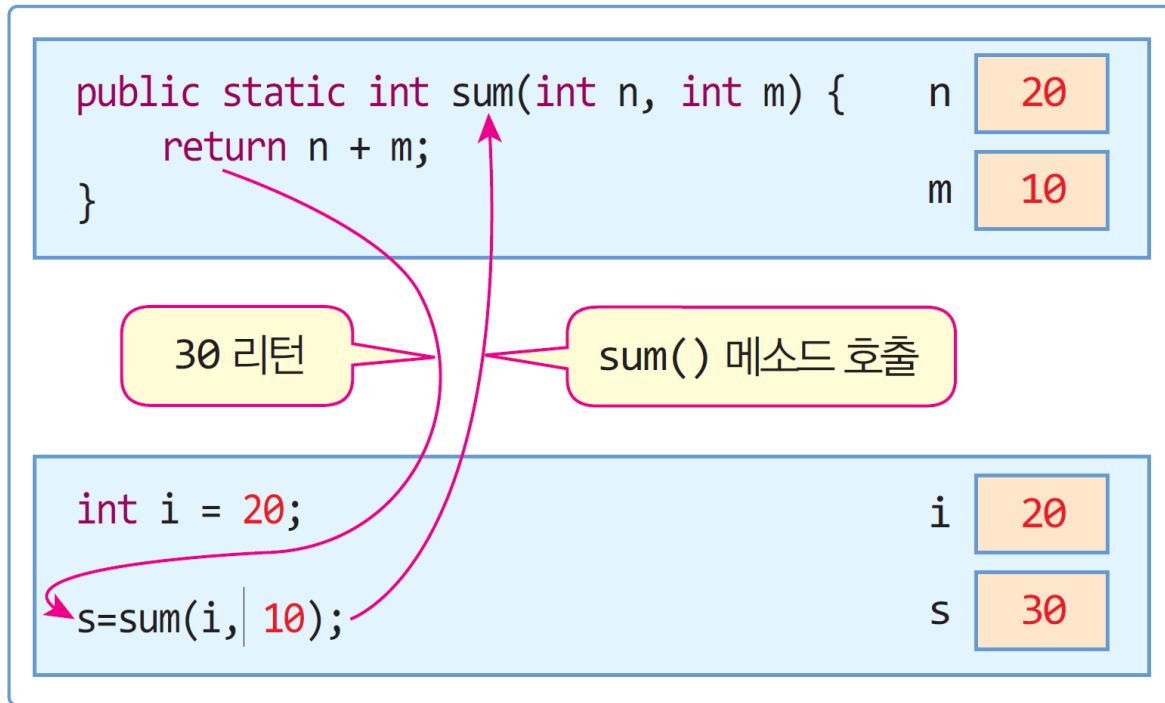 public static int sum(int n, int m) {
n 20
return n + m;
m 10
}
30 리턴
sum() 메소드 호출
int i = 20;
i 20
s=sum(i, 10);
s 30